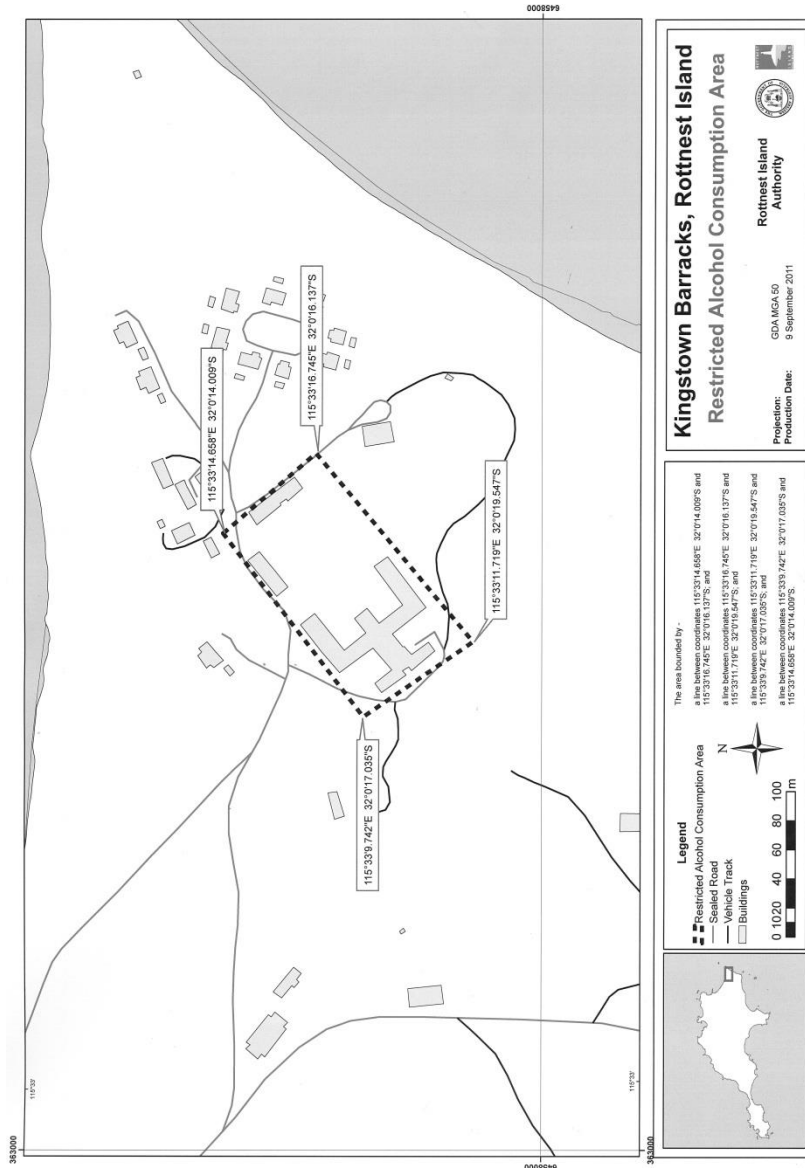 363000
6458000
115°33'
115°33'14.658"E 32°0'14.009"S
115°33'16.745"E 32°0'16.137"S
115°33'9.742"E 32°0'17.035"S
115°33'11.719"E 32°0'19.547"S
115°33'
363000
6458000
Legend
Restricted Alcohol Consumption Area
Sealed Road
Vehicle Track
Buildings
N
0 1020 40 60 80 100
m
The area bounded by -
a line between coordinates 115°33'14.658"E 32°0'14.009"S and
115°33'16.745"E 32°0'16.137"S; and
a line between coordinates 115°33'16.745"E 32°0'16.137"S and
115°33'11.719"E 32°0'19.547"S; and
a line between coordinates 115°33'11.719"E 32°0'19.547"S and
115°33'9.742"E 32°0'17.035"S; and
a line between coordinates 115°33'9.742"E 32°0'17.035"S and
115°33'14.658"E 32°0'14.009"S.
Kingstown Barracks, Rottnest Island
Restricted Alcohol Consumption Area
Projection: GDA MGA 50
Production Date: 9 September 2011
Rottnest Island
Authority